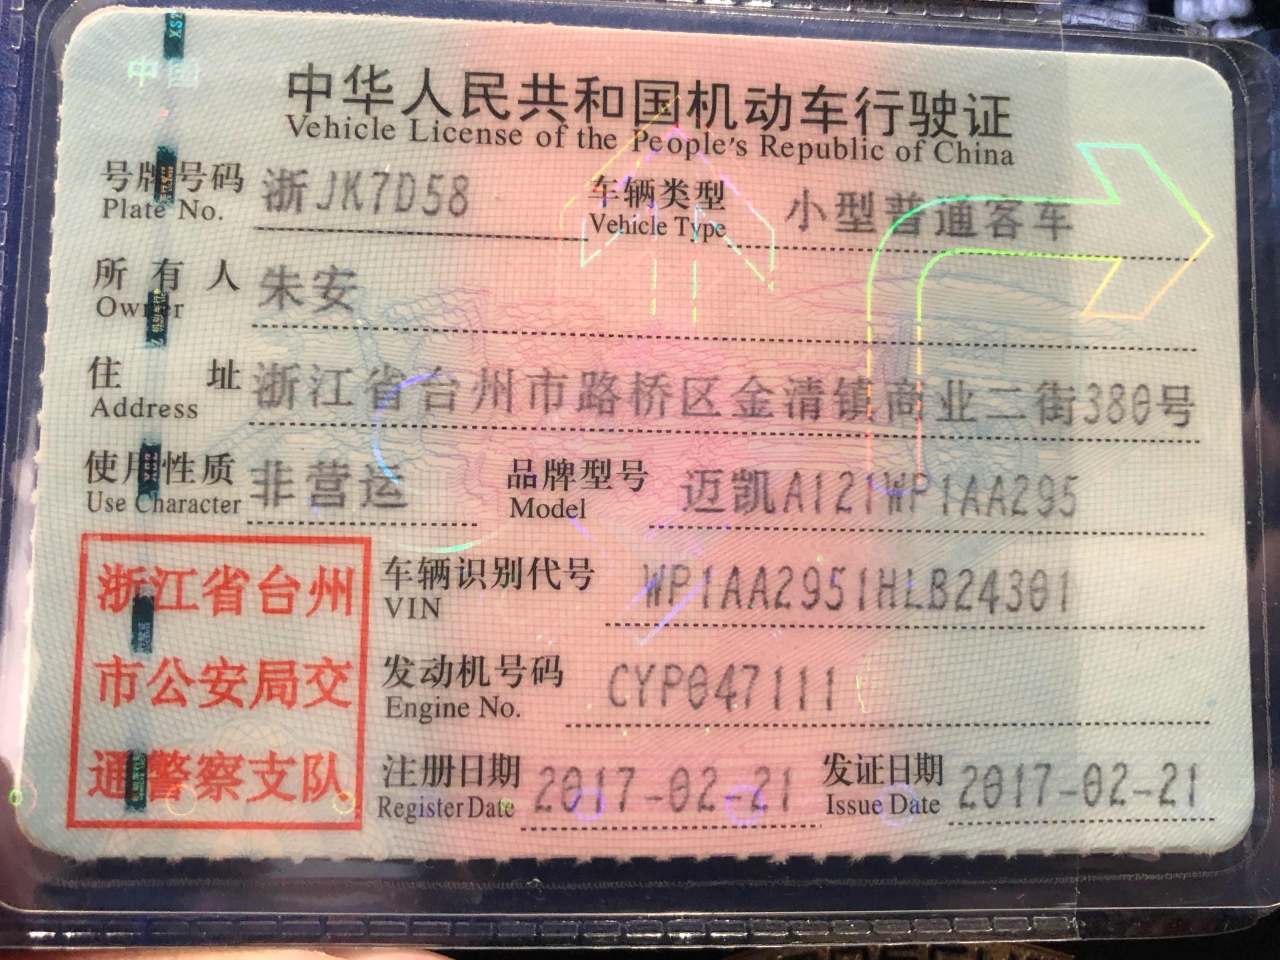 中国
中华人民共和国机动车行驶证
Vehicle License of the People's Republic of China
号牌号码 浙JK7D58 车辆类型 小型普通客车
Plate No. Vehicle Type
所有人 朱安
Owner
住址 浙江省台州市路桥区金清镇商业二街380号
Address
使用性质 非营运 品牌型号 迈凯A121WP1AA295
Use Character Model
浙江省台州
市公安局交
通警察支队
车辆识别代号 WP1AA2951HLB24301
VIN
发动机号码 CYP047111
Engine No.
注册日期 2017-02-21 发证日期 2017-02-21
Register Date Issue Date